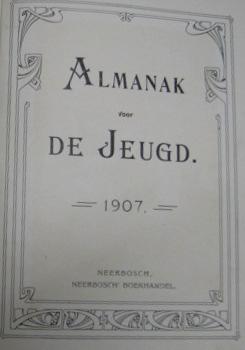 ALMANAK
voor
DE JEUGD.
1907.
NEERBOSCH,
NEERBOSCH' BOEKHANDEL.